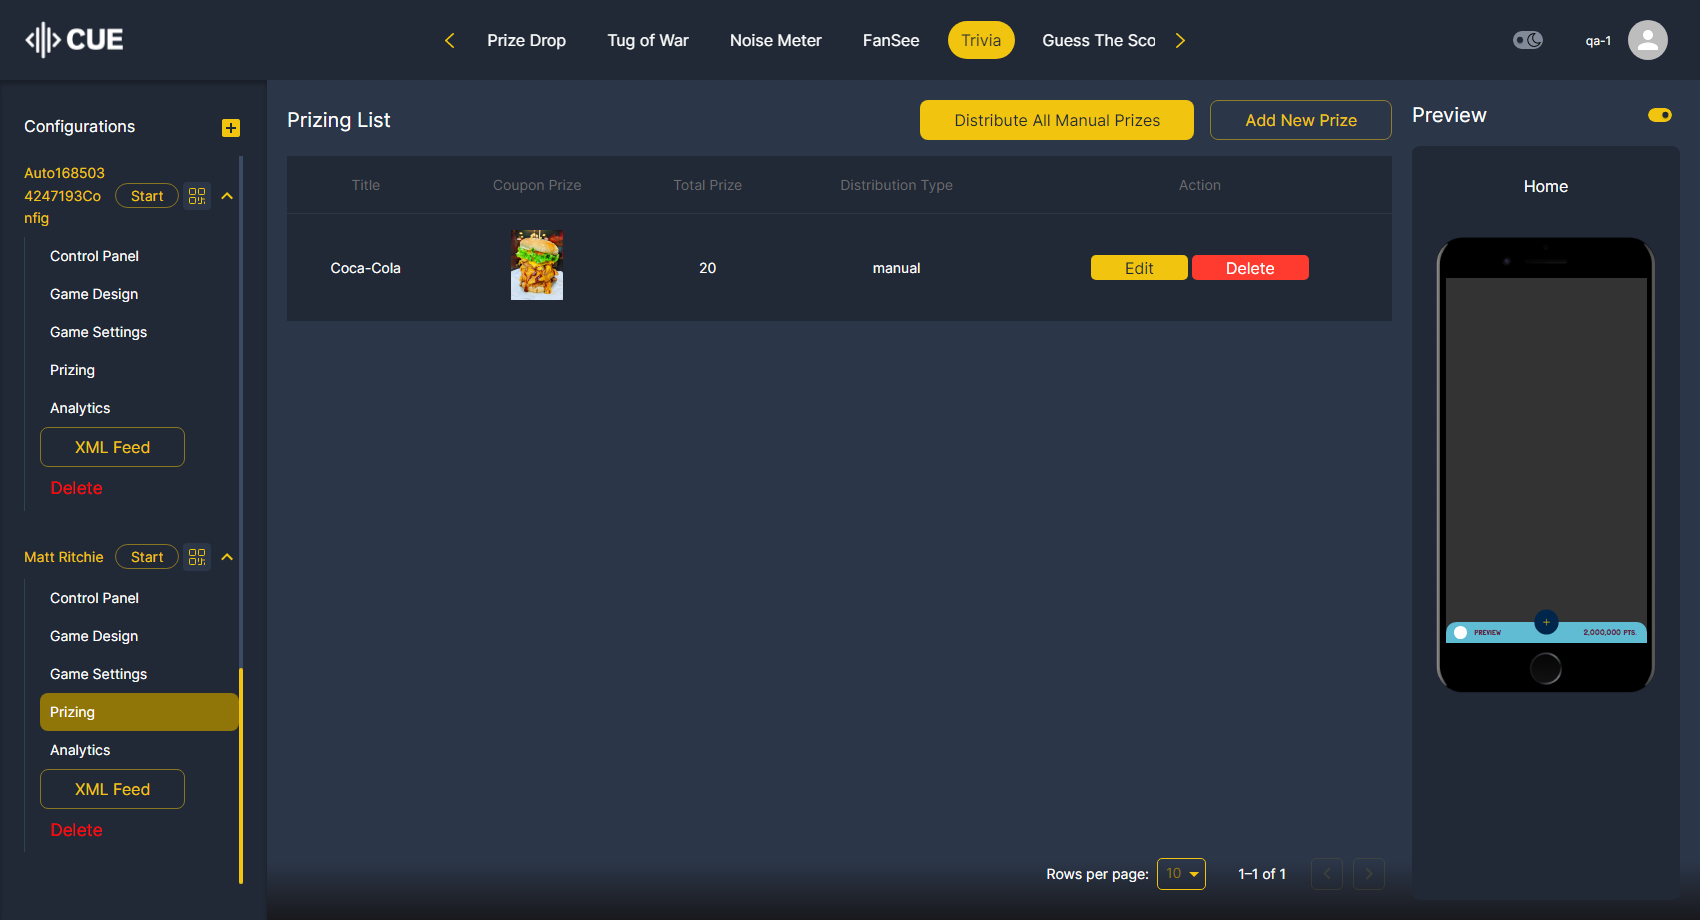 CUE
Prize Drop
Tug of War
Noise Meter
FanSee
Trivia
Guess The Sco
qa-1
Configurations
Auto168503
4247193Co
nfig
Start
Control Panel
Game Design
Game Settings
Prizing
Analytics
XML Feed
Delete
Matt Ritchie
Start
Control Panel
Game Design
Game Settings
Prizing
Analytics
XML Feed
Delete
Prizing List
Distribute All Manual Prizes
Add New Prize
Title
Coupon Prize
Total Prize
Distribution Type
Action
Coca-Cola
20
manual
Edit
Delete
Rows per page:
10
1–1 of 1
Preview
Home
PREVIEW
2,000,000 PTS.